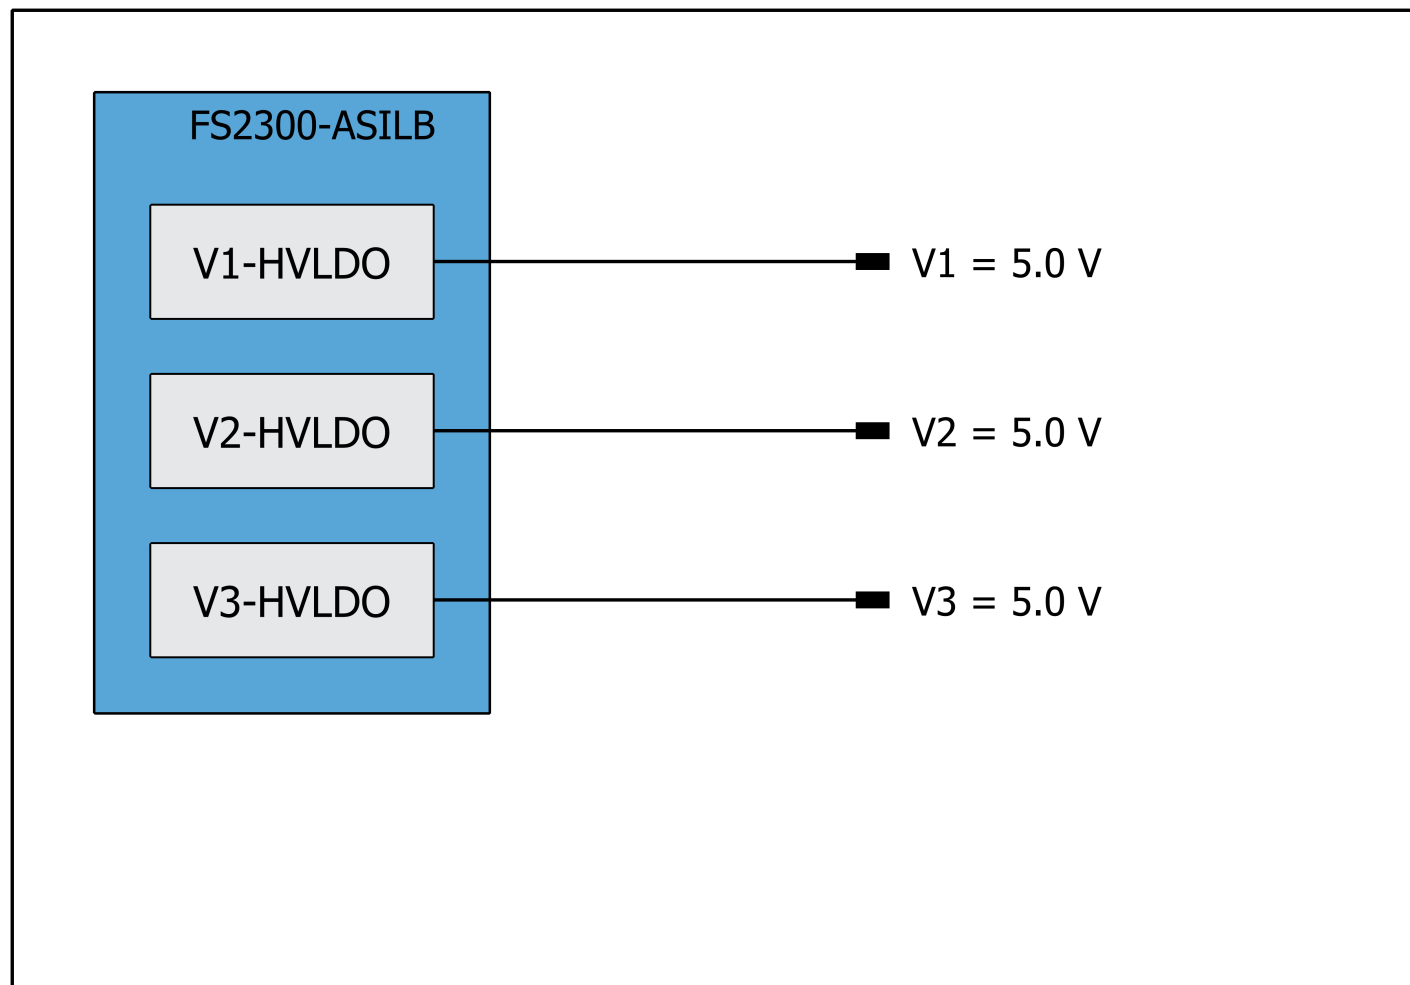 FS2300-ASILB
V1-HVLDO
V1 = 5.0 V
V2-HVLDO
V2 = 5.0 V
V3-HVLDO
V3 = 5.0 V